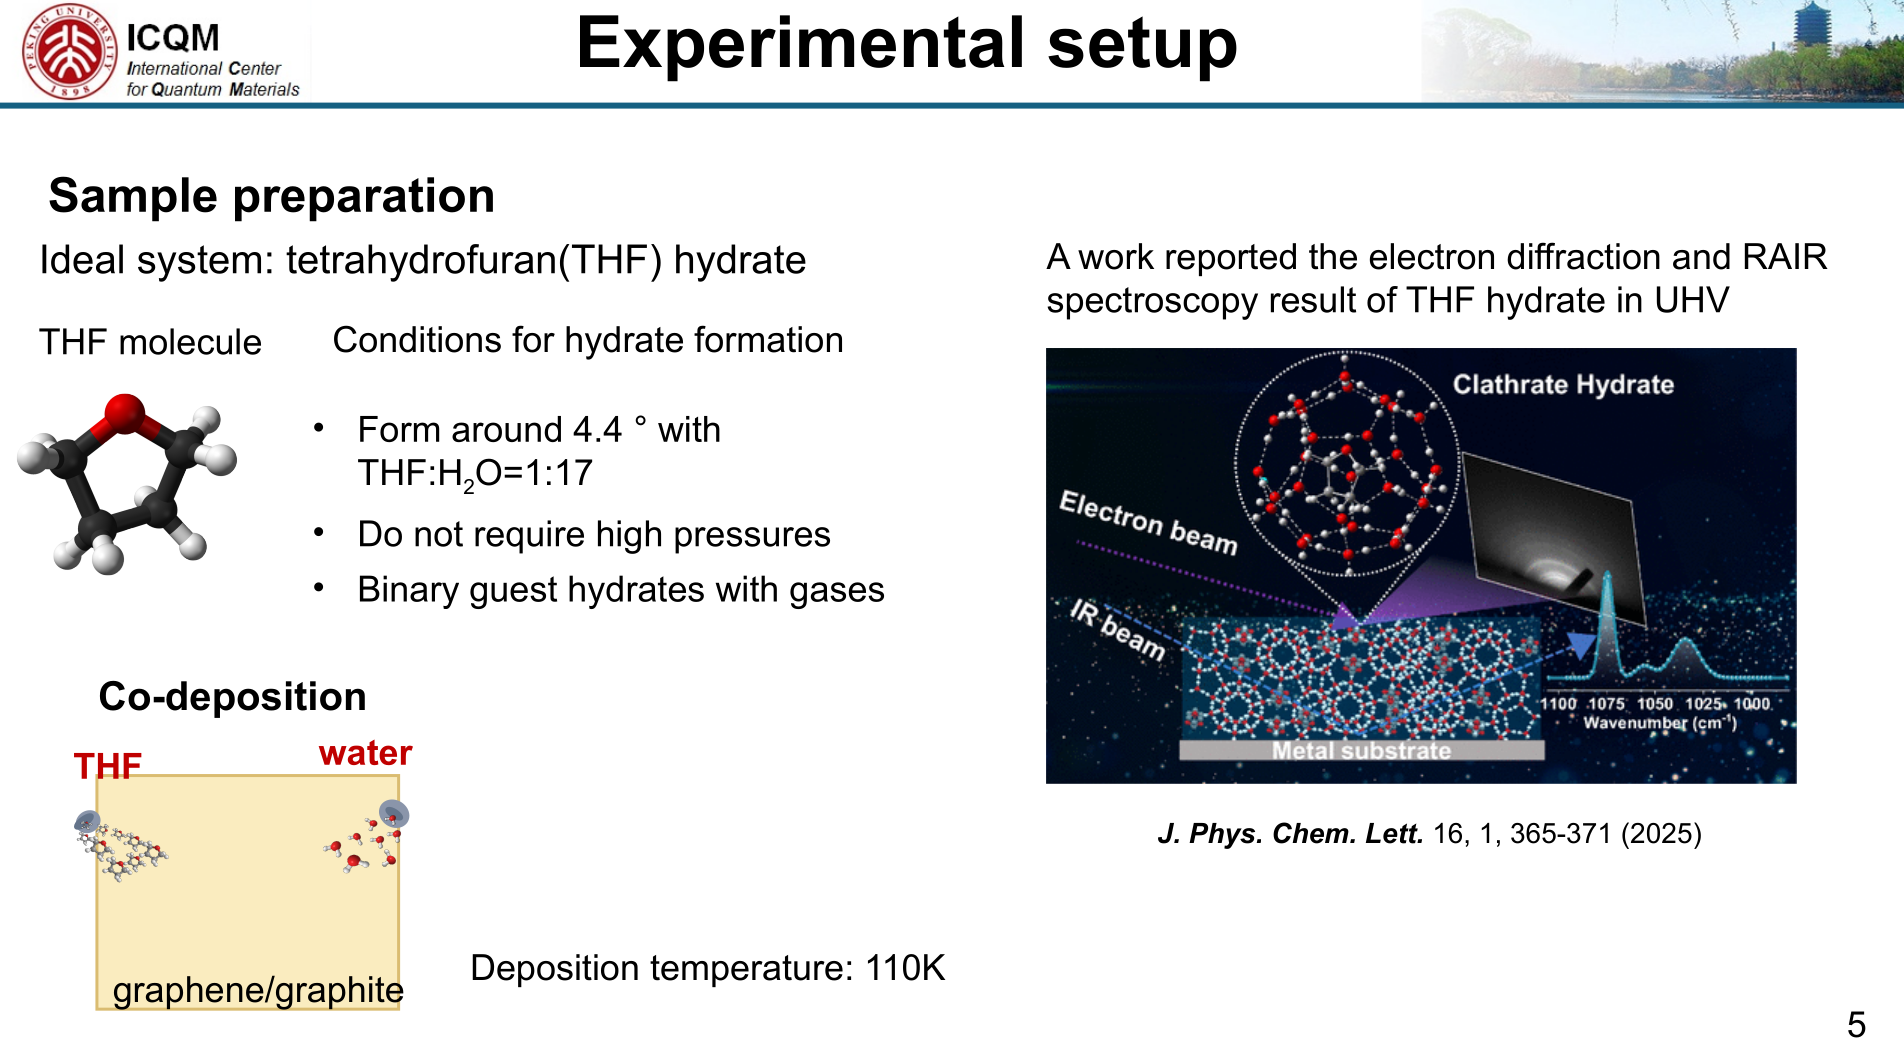 PEKING UNIVERSITY
1898
ICQM
International Center
for Quantum Materials
Experimental setup
Sample preparation
Ideal system: tetrahydrofuran(THF) hydrate
THF molecule
Conditions for hydrate formation
• Form around 4.4 ° with
THF:H₂O=1:17
• Do not require high pressures
• Binary guest hydrates with gases
Co-deposition
THF
water
graphene/graphite
Deposition temperature: 110K
A work reported the electron diffraction and RAIR
spectroscopy result of THF hydrate in UHV
Clathrate Hydrate
Electron beam
IR beam
1100 1075 1050 1025 1000
Wavenumber (cm⁻¹)
Metal substrate
J. Phys. Chem. Lett. 16, 1, 365-371 (2025)
5